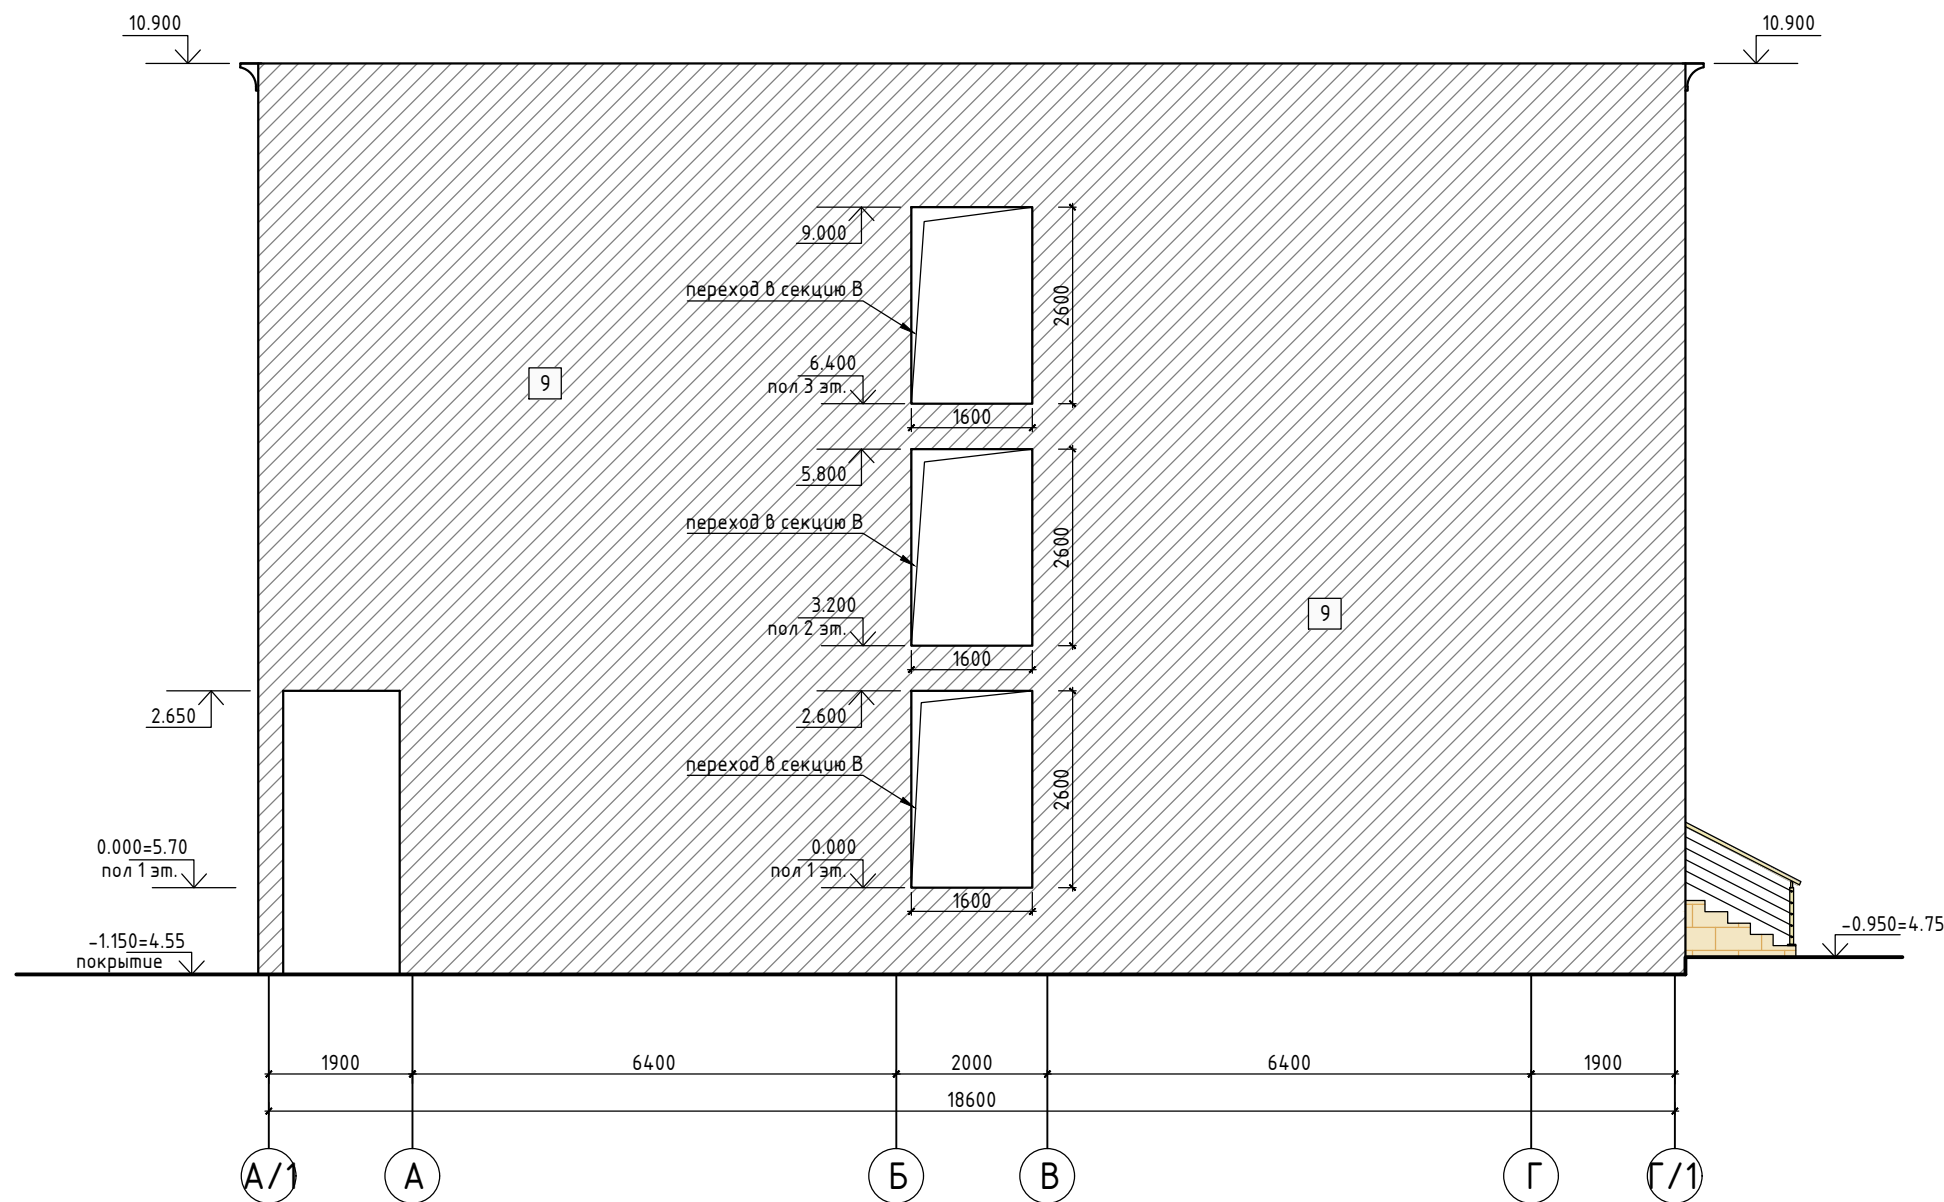 10.900
10.900
9.000
переход в секцию В
2600
6.400
пол 3 эт.
9
1600
5.800
переход в секцию В
2600
3.200
пол 2 эт.
9
1600
2.650
2.600
переход в секцию В
2600
0.000=5.70
пол 1 эт.
0.000
пол 1 эт.
1600
-1.150=4.55
покрытие
-0.950=4.75
1900
6400
2000
6400
1900
18600
А/1
А
Б
В
Г
Г/1